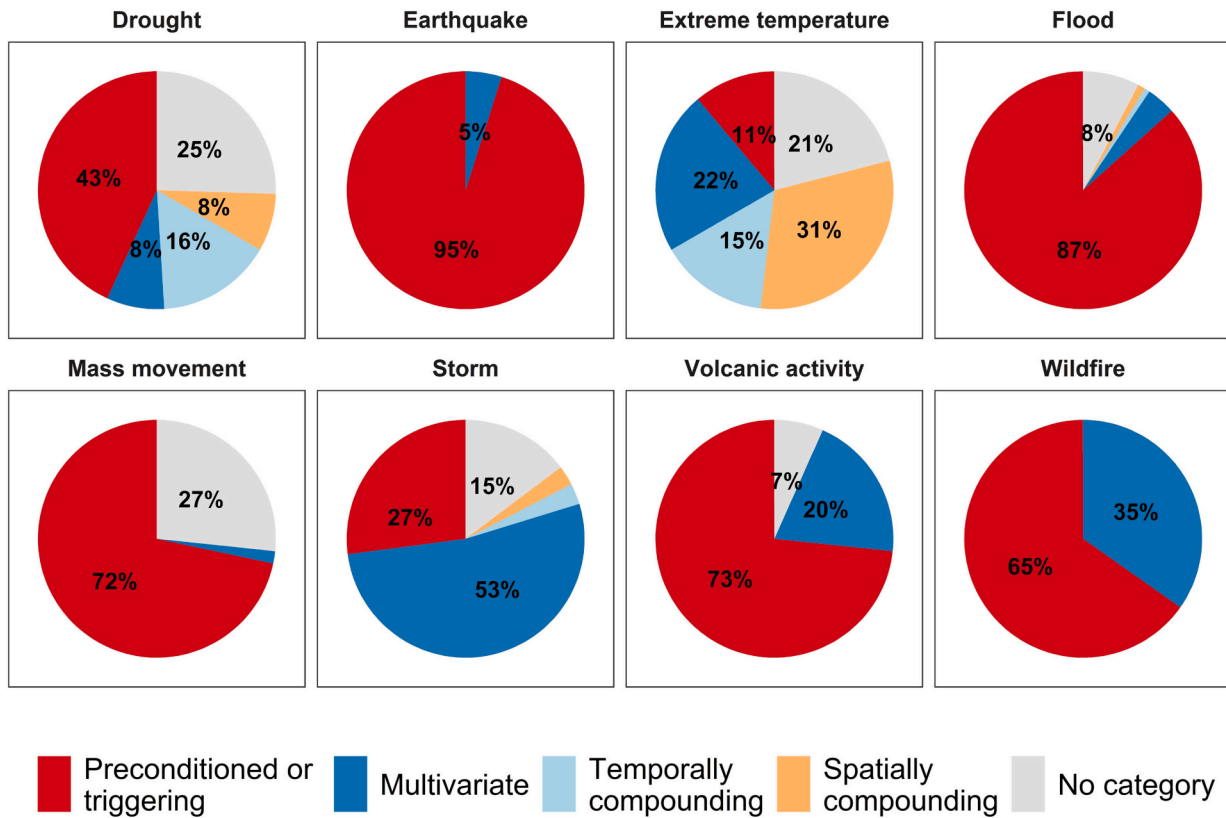 Drought
Earthquake
Extreme temperature
Flood
25%
43%
8%
8%
16%
5%
95%
11%
21%
22%
15%
31%
8%
87%
Mass movement
Storm
Volcanic activity
Wildfire
27%
72%
15%
27%
53%
7%
20%
73%
35%
65%
Preconditioned or
triggering
Multivariate
Temporally
compounding
Spatially
compounding
No category